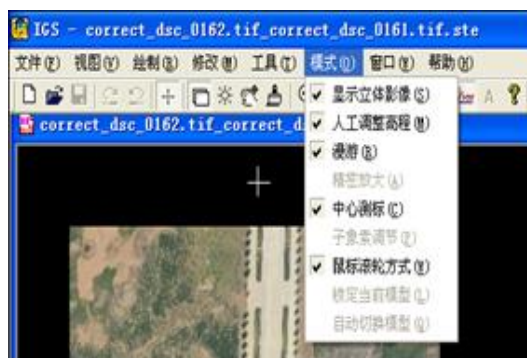 IGS - correct_dsc_0162.tif_correct_dsc_0161.tif.ste
文件(F) 视图(V) 绘制(R) 修改(M) 工具(T) 模式(O) 窗口(W) 帮助(H)
correct_dsc_0162.tif_correct_d
显示立体影像(S)
人工调整高程(M)
漫游(R)
精密放大(A)
中心测标(C)
子象素调节(P)
鼠标滚轮方式(W)
锁定当前模型(L)
自动切换模型(Q)